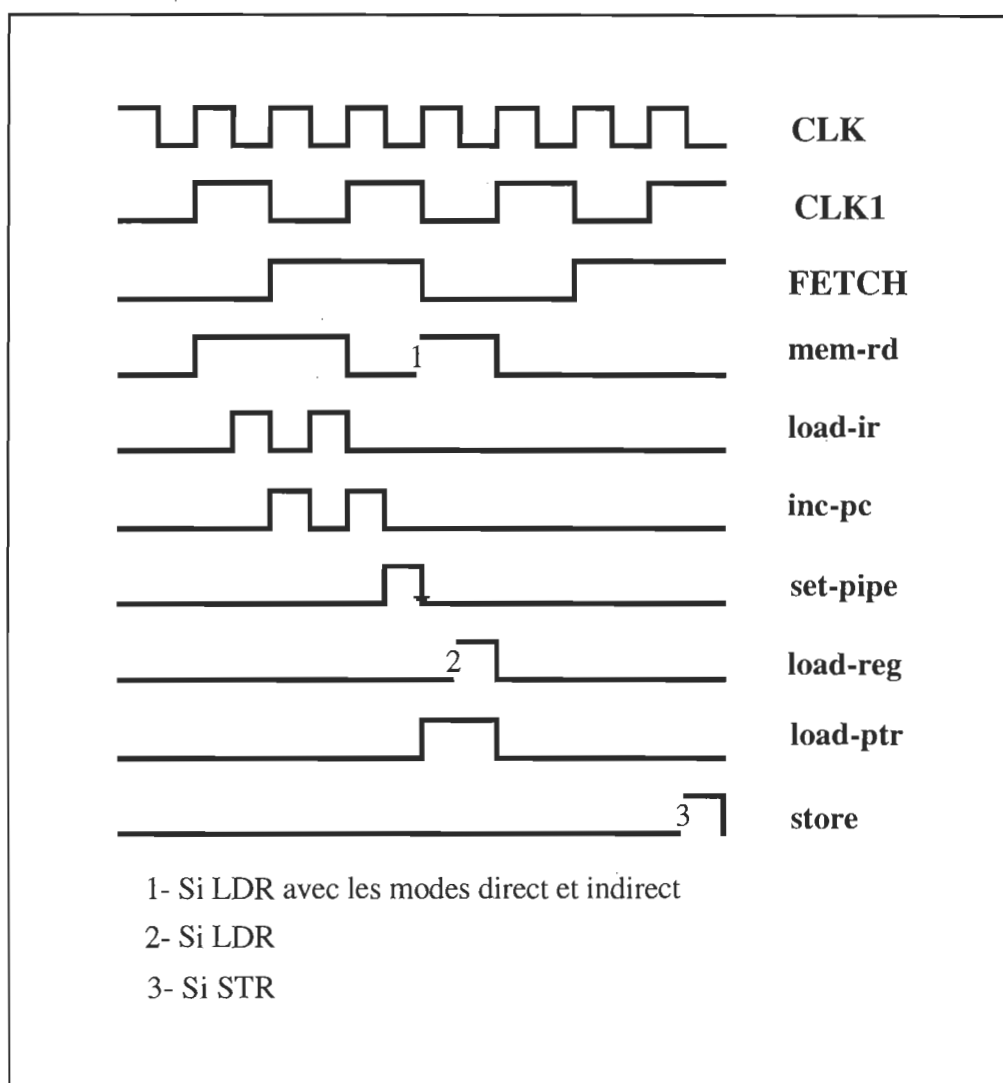 CLK
CLK1
FETCH
1
mem-rd
load-ir
inc-pc
set-pipe
2
load-reg
load-ptr
3
store
1- Si LDR avec les modes direct et indirect
2- Si LDR
3- Si STR